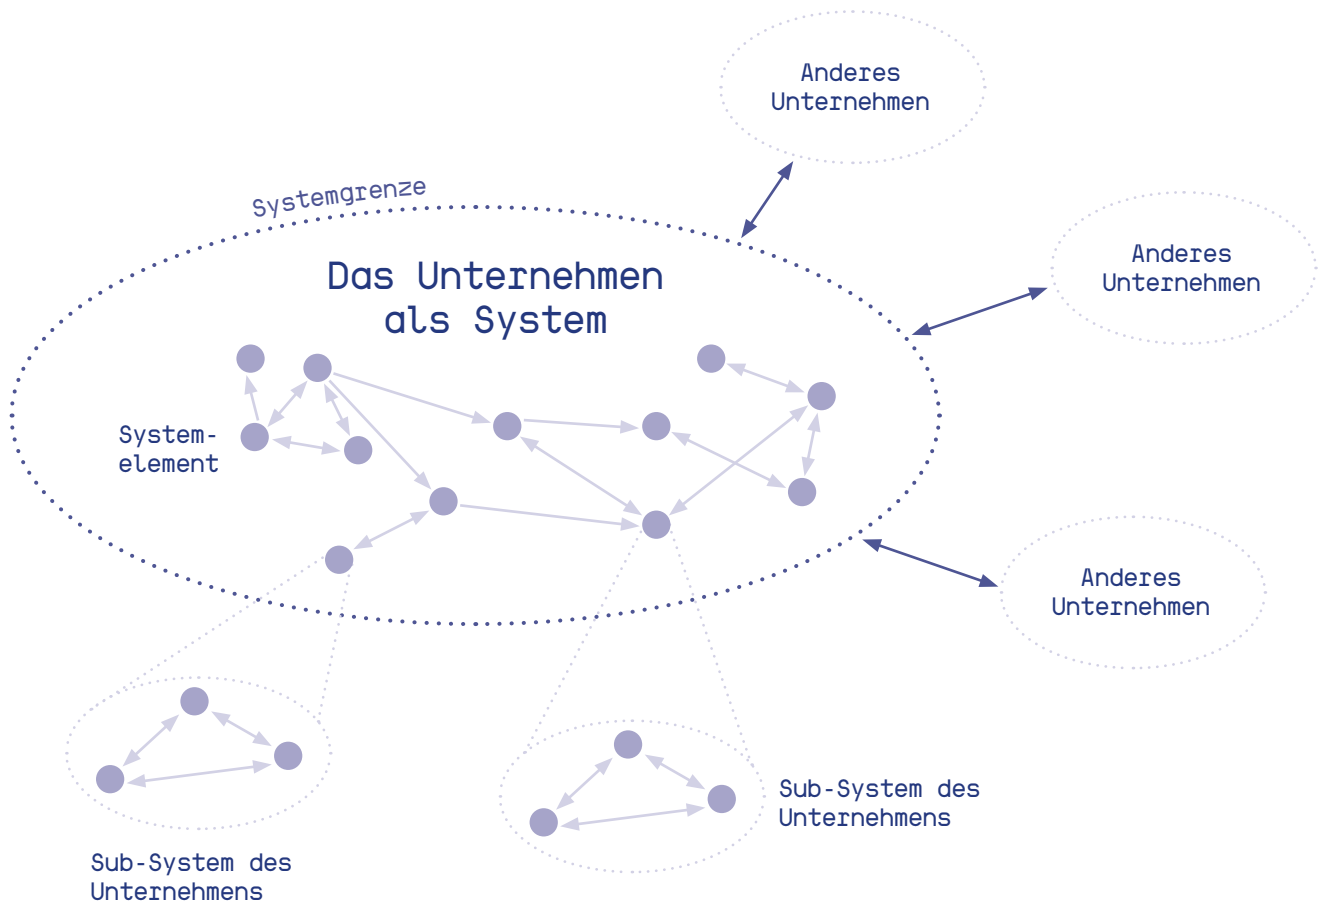 Anderes
Unternehmen
Systemgrenze
Anderes
Unternehmen
Das Unternehmen
als System
System-
element
Anderes
Unternehmen
Sub-System des
Unternehmens
Sub-System des
Unternehmens